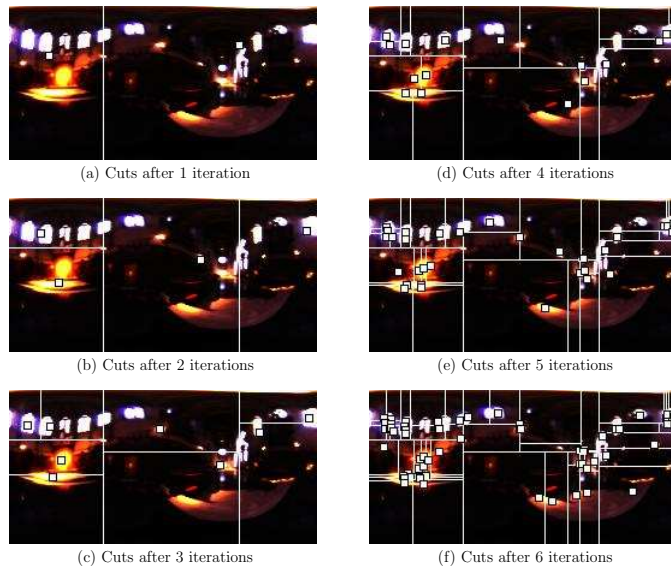 (a) Cuts after 1 iteration
(d) Cuts after 4 iterations
(b) Cuts after 2 iterations
(e) Cuts after 5 iterations
(c) Cuts after 3 iterations
(f) Cuts after 6 iterations